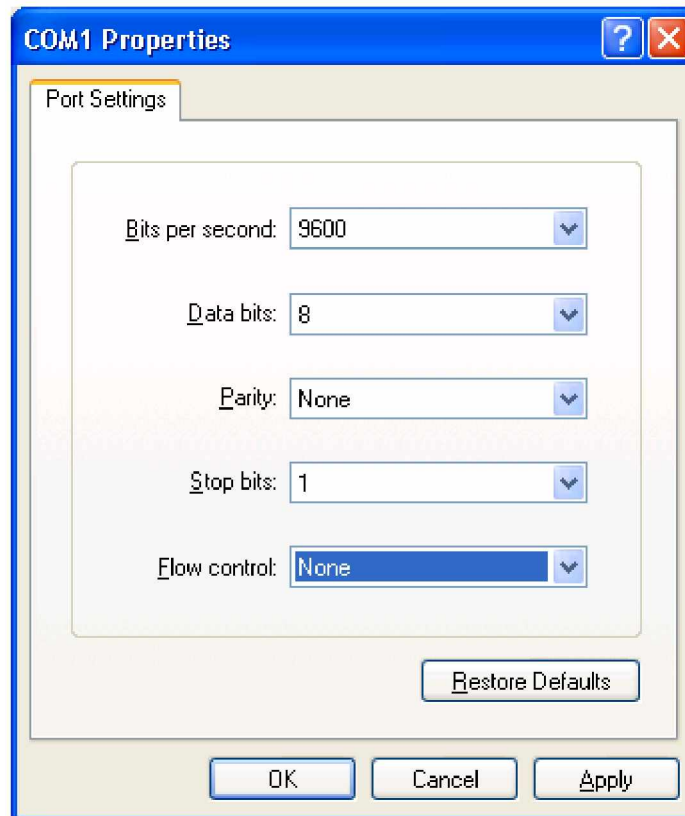 COM1 Properties
Port Settings
Bits per second: 9600
Data bits: 8
Parity: None
Stop bits: 1
Flow control: None
Restore Defaults
OK Cancel Apply